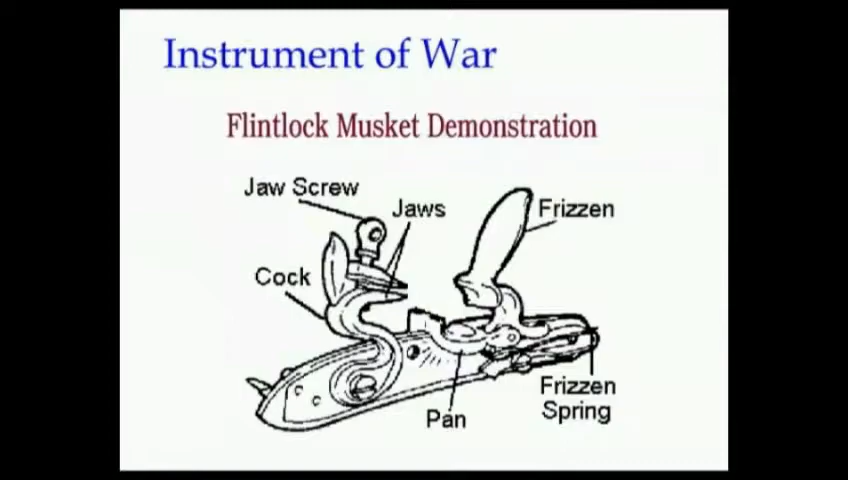 Instrument of War
Flintlock Musket Demonstration
Jaw Screw
Jaws
Frizzen
Cock
Pan
Frizzen
Spring